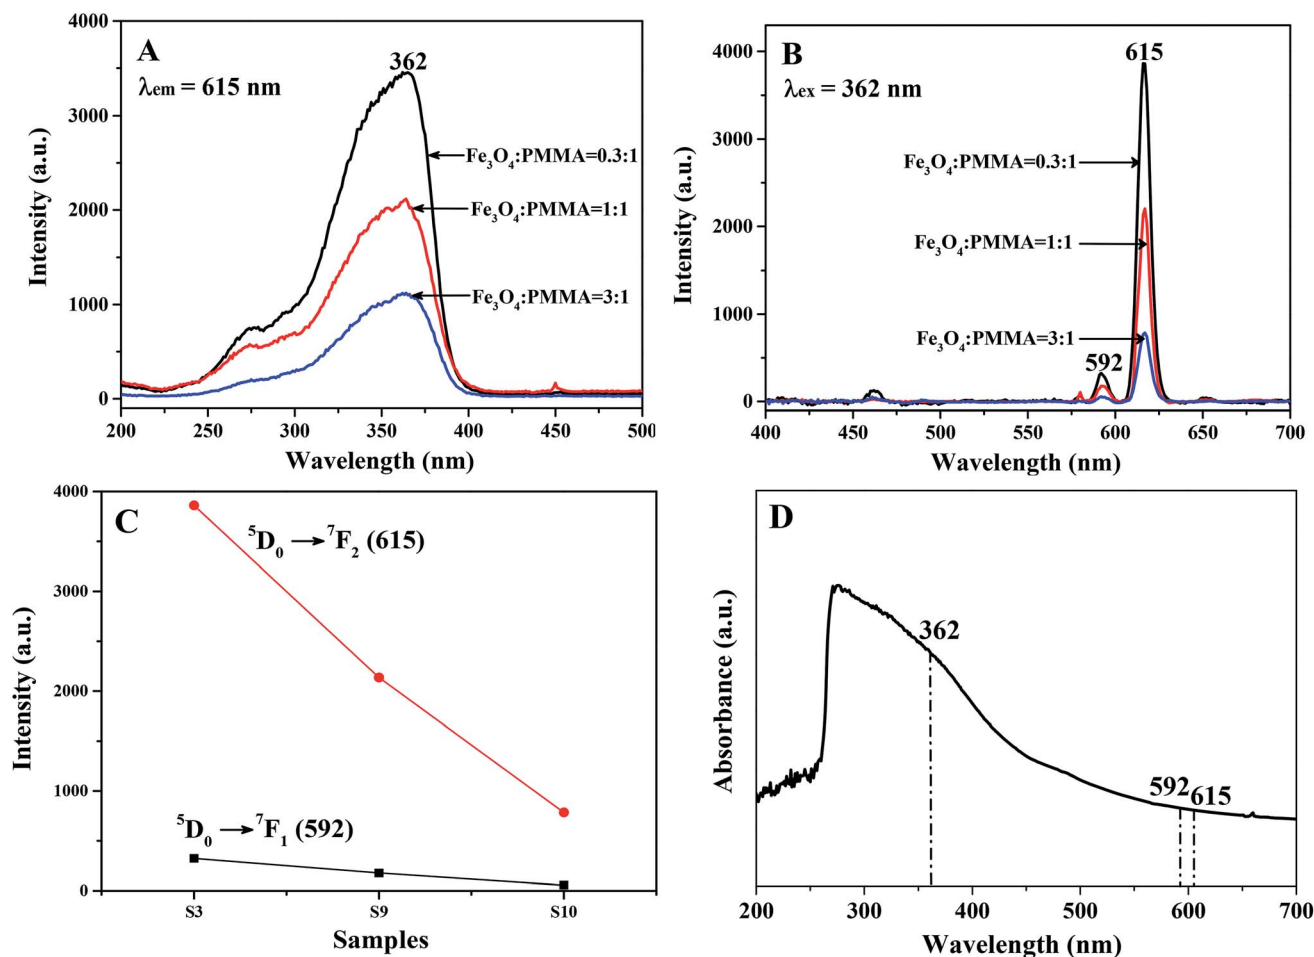 A
λem = 615 nm
362
Fe3O4:PMMA=0.3:1
Fe3O4:PMMA=1:1
Fe3O4:PMMA=3:1
4000
3000
2000
1000
0
200 250 300 350 400 450 500
Intensity (a.u.)
Wavelength (nm)
B
λex = 362 nm
615
Fe3O4:PMMA=0.3:1
Fe3O4:PMMA=1:1
Fe3O4:PMMA=3:1
592
4000
3000
2000
1000
0
400 450 500 550 600 650 700
Intensity (a.u.)
Wavelength (nm)
C
5D0 → 7F2 (615)
5D0 → 7F1 (592)
4000
3000
2000
1000
0
S3 S9 S10
Intensity (a.u.)
Samples
D
362
592
615
200 300 400 500 600 700
Absorbance (a.u.)
Wavelength (nm)